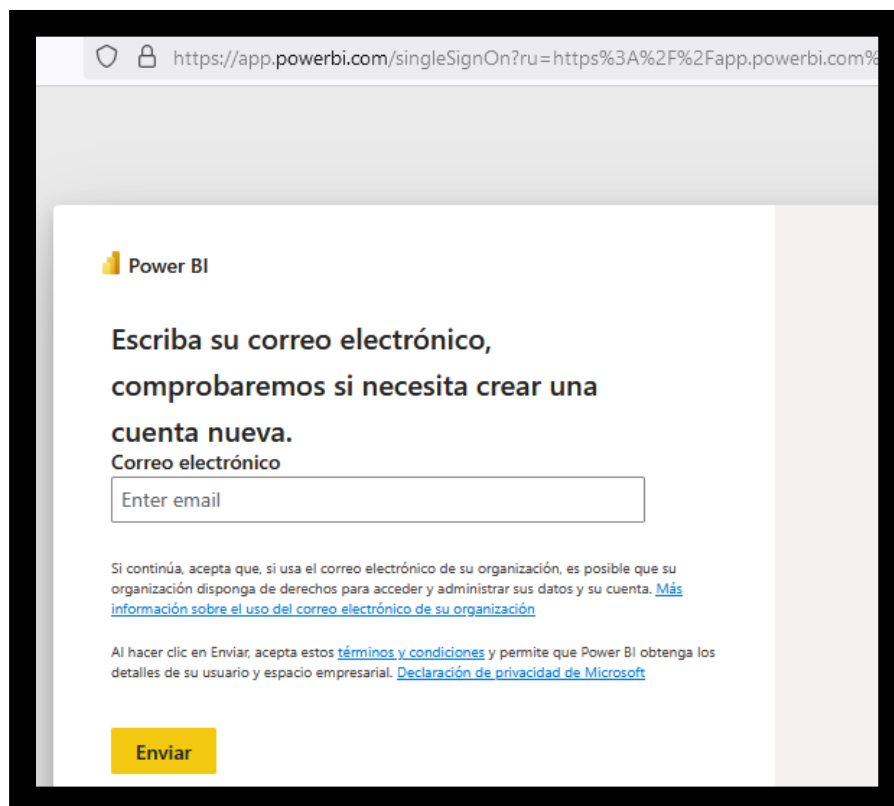 https://app.powerbi.com/singleSignOn?ru=https%3A%2F%2Fapp.powerbi.com%
Power BI
Escriba su correo electrónico,
comprobaremos si necesita crear una
cuenta nueva.
Correo electrónico
Enter email
Si continúa, acepta que, si usa el correo electrónico de su organización, es posible que su
organización disponga de derechos para acceder y administrar sus datos y su cuenta. Más
información sobre el uso del correo electrónico de su organización
Al hacer clic en Enviar, acepta estos términos y condiciones y permite que Power BI obtenga los
detalles de su usuario y espacio empresarial. Declaración de privacidad de Microsoft
Enviar